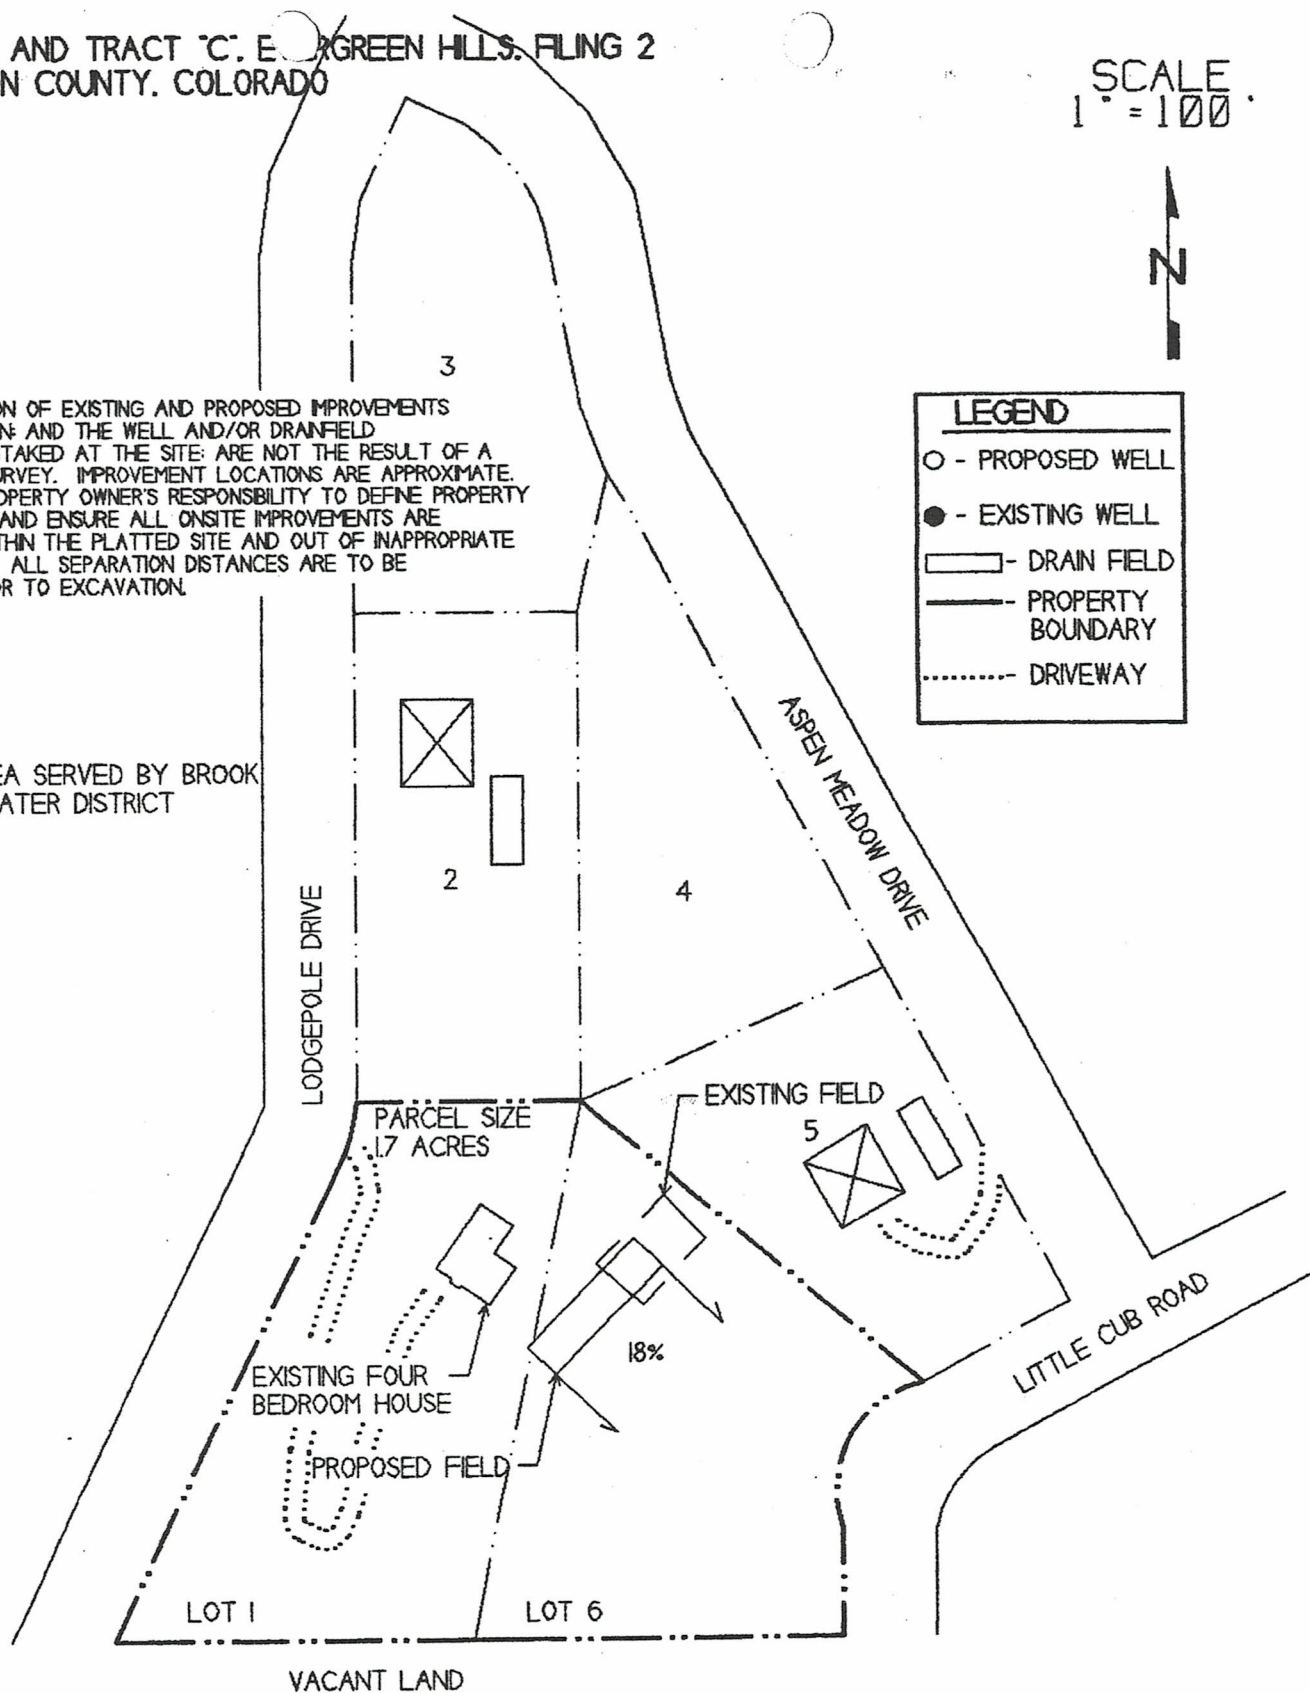 AND TRACT "C", E   RGREEN HILLS, FILING 2
N COUNTY, COLORADO
SCALE
1" = 100'
N
3
ON OF EXISTING AND PROPOSED IMPROVEMENTS
N; AND THE WELL AND/OR DRAINFIELD
TAKED AT THE SITE; ARE NOT THE RESULT OF A
URVEY. IMPROVEMENT LOCATIONS ARE APPROXIMATE.
OPERTY OWNER'S RESPONSIBILITY TO DEFINE PROPERTY
AND ENSURE ALL ONSITE IMPROVEMENTS ARE
THIN THE PLATTED SITE AND OUT OF INAPPROPRIATE
ALL SEPARATION DISTANCES ARE TO BE
OR TO EXCAVATION.
LEGEND
- PROPOSED WELL
- EXISTING WELL
- DRAIN FIELD
- PROPERTY
BOUNDARY
- DRIVEWAY
EA SERVED BY BROOK
ATER DISTRICT
2
4
ASPEN MEADOW DRIVE
LODGEPOLE DRIVE
PARCEL SIZE
1.7 ACRES
EXISTING FIELD
5
18%
EXISTING FOUR
BEDROOM HOUSE
PROPOSED FIELD
LITTLE CUB ROAD
LOT 1
LOT 6
VACANT LAND